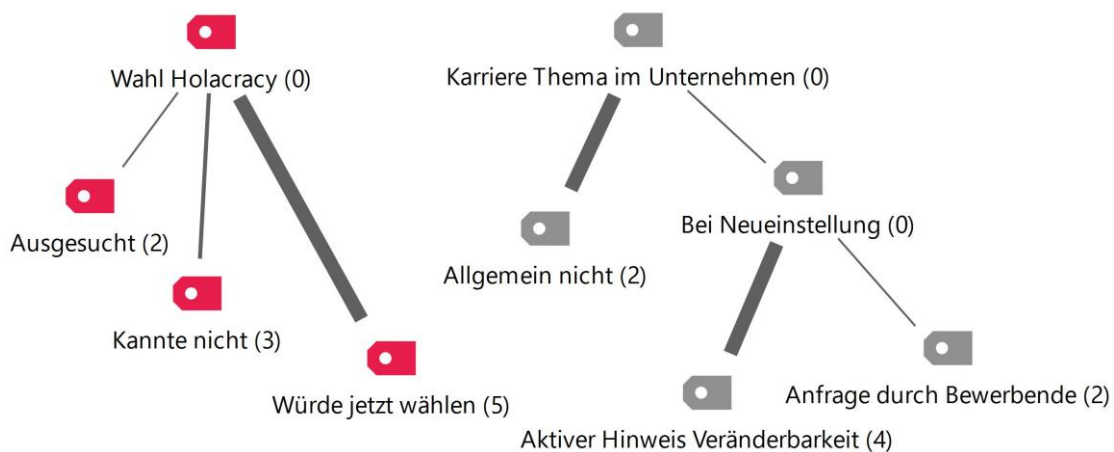 Wahl Holacracy (0)
Ausgesucht (2)
Kannte nicht (3)
Würde jetzt wählen (5)
Karriere Thema im Unternehmen (0)
Allgemein nicht (2)
Bei Neueinstellung (0)
Aktiver Hinweis Veränderbarkeit (4)
Anfrage durch Bewerbende (2)